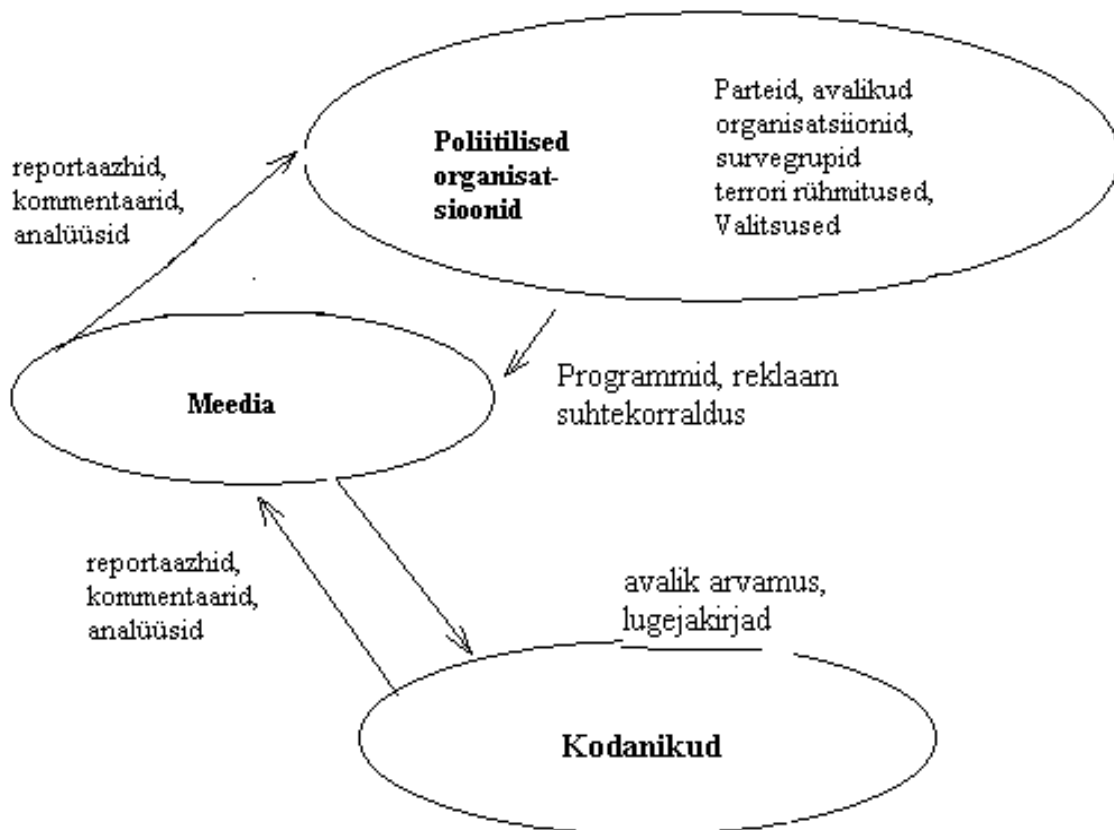 Parteid, avalikud
organisatsiionid,
survegrupid
terrori rühmitused,
Valitsused
Poliitilised
organisat-
sioonid
reportaazhid,
kommentaarid,
analüüsid
Programmid, reklaam
suhtekorraldus
Meedia
reportaazhid,
kommentaarid,
analüüsid
avalik arvamus,
lugejakirjad
Kodanikud